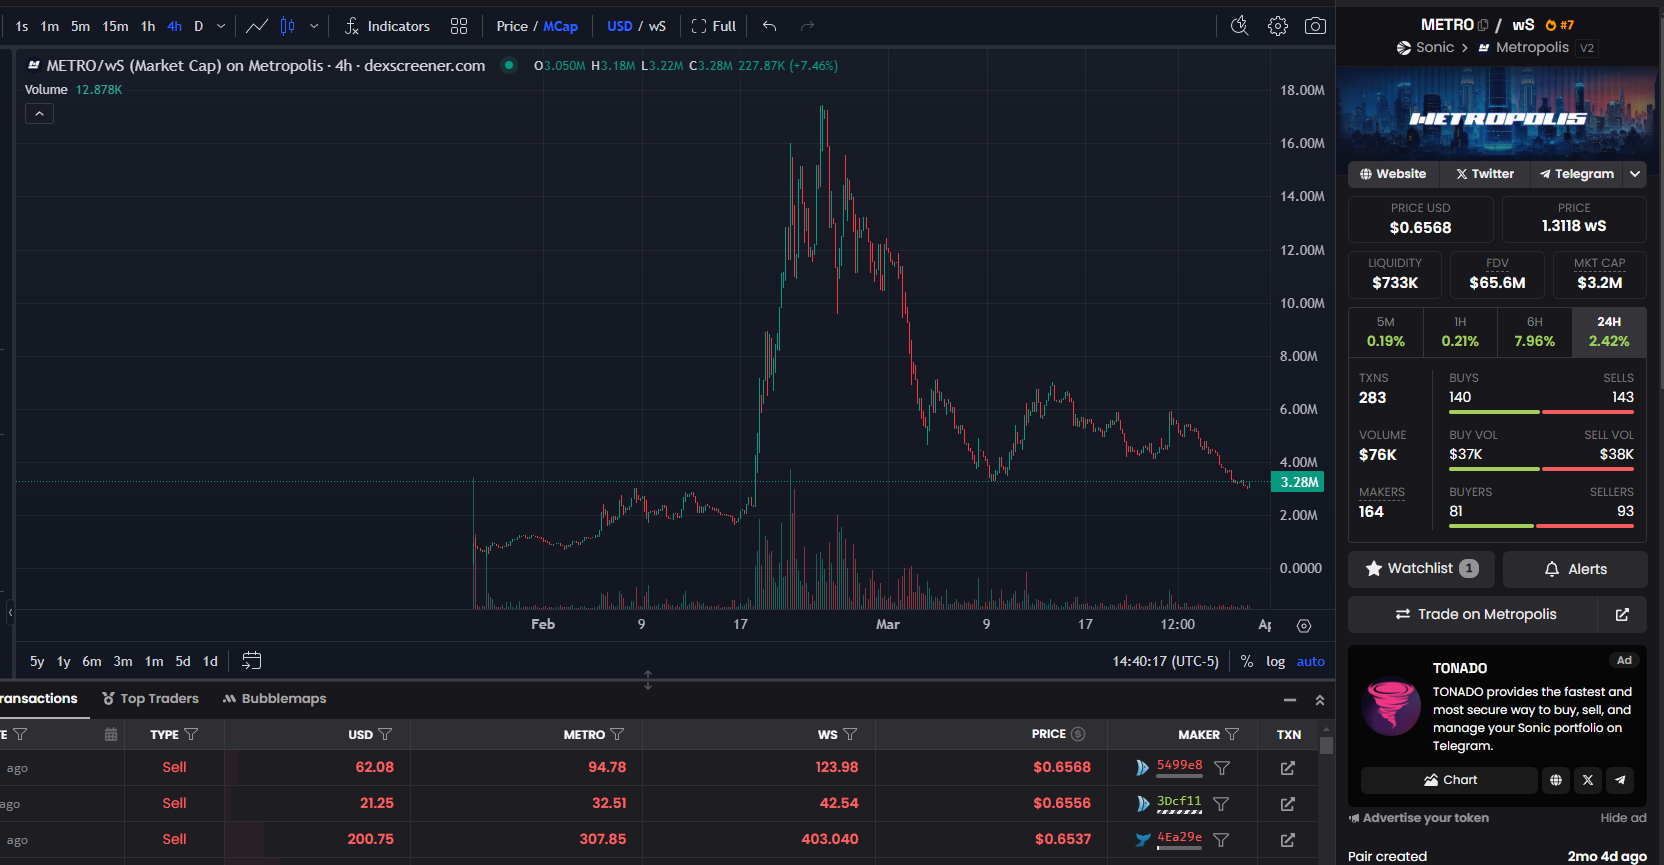 1s 1m 5m 15m 1h 4h D Indicators Price / MCap USD / wS Full
METRO/wS (Market Cap) on Metropolis · 4h · dexscreener.com O3.050M H3.18M L3.22M C3.28M 227.87K (+7.46%)
Volume 12.878K
18.00M
16.00M
14.00M
12.00M
10.00M
8.00M
6.00M
4.00M
3.28M
2.00M
0.0000
Feb 9 17 Mar 9 17 12:00 Ap
5y 1y 6m 3m 1m 5d 1d 14:40:17 (UTC-5) % log auto
ransactions Top Traders Bubblemaps
TE TYPE USD METRO WS PRICE MAKER TXN
ago Sell 62.08 94.78 123.98 $0.6568 5499e8
ago Sell 21.25 32.51 42.54 $0.6556 3Dcf11
ago Sell 200.75 307.85 403.040 $0.6537 4Ea29e
METRO / wS #7
Sonic > Metropolis V2
METROPOLIS
Website Twitter Telegram
PRICE USD PRICE
$0.6568 1.3118 wS
LIQUIDITY FDV MKT CAP
$733K $65.6M $3.2M
5M 1H 6H 24H
0.19% 0.21% 7.96% 2.42%
TXNS BUYS SELLS
283 140 143
VOLUME BUY VOL SELL VOL
$76K $37K $38K
MAKERS BUYERS SELLERS
164 81 93
Watchlist 1 Alerts
Trade on Metropolis
Ad
TONADO
TONADO provides the fastest and
most secure way to buy, sell, and
manage your Sonic portfolio on
Telegram.
Chart
Advertise your token Hide ad
Pair created 2mo 4d ago